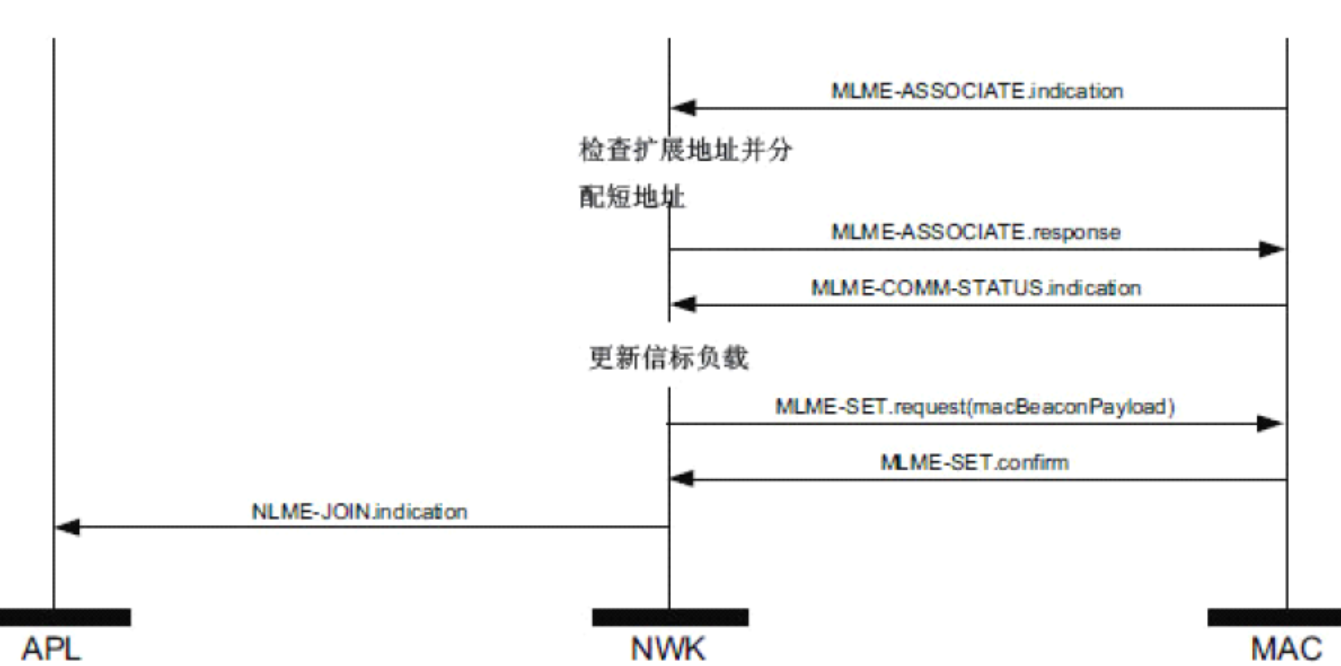 MLME-ASSOCIATE.indication
检查扩展地址并分
配短地址
MLME-ASSOCIATE.response
MLME-COMM-STATUS.indication
更新信标负载
MLME-SET.request(macBeaconPayload)
MLME-SET.confirm
NLME-JOIN.indication
APL
NWK
MAC